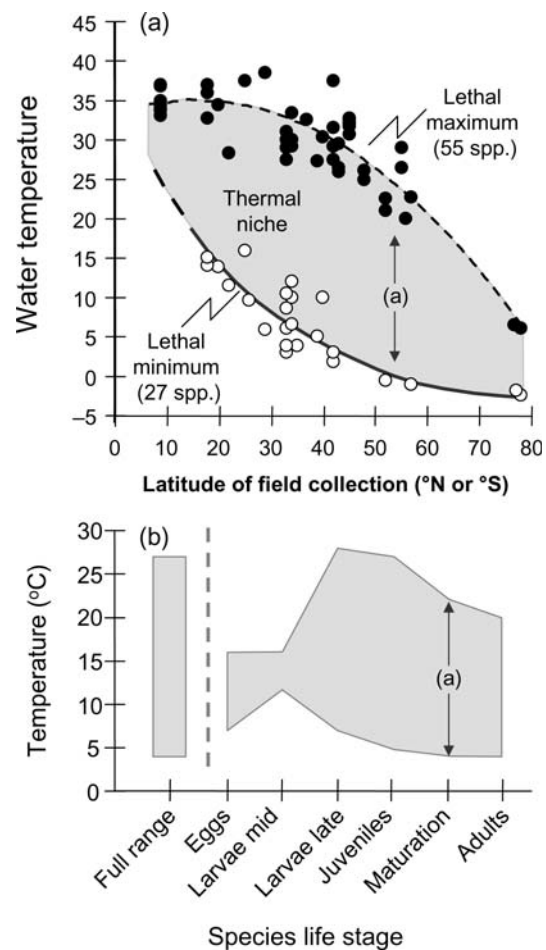 (a)
45
40
35
30
25
20
15
10
5
0
–5
Water temperature
Lethal
maximum
(55 spp.)
Thermal
niche
(a)
Lethal
minimum
(27 spp.)
0 10 20 30 40 50 60 70 80
Latitude of field collection (°N or °S)
(b)
30
25
20
15
10
5
0
Temperature (°C)
(a)
Full range
Eggs
Larvae mid
Larvae late
Juveniles
Maturation
Adults
Species life stage